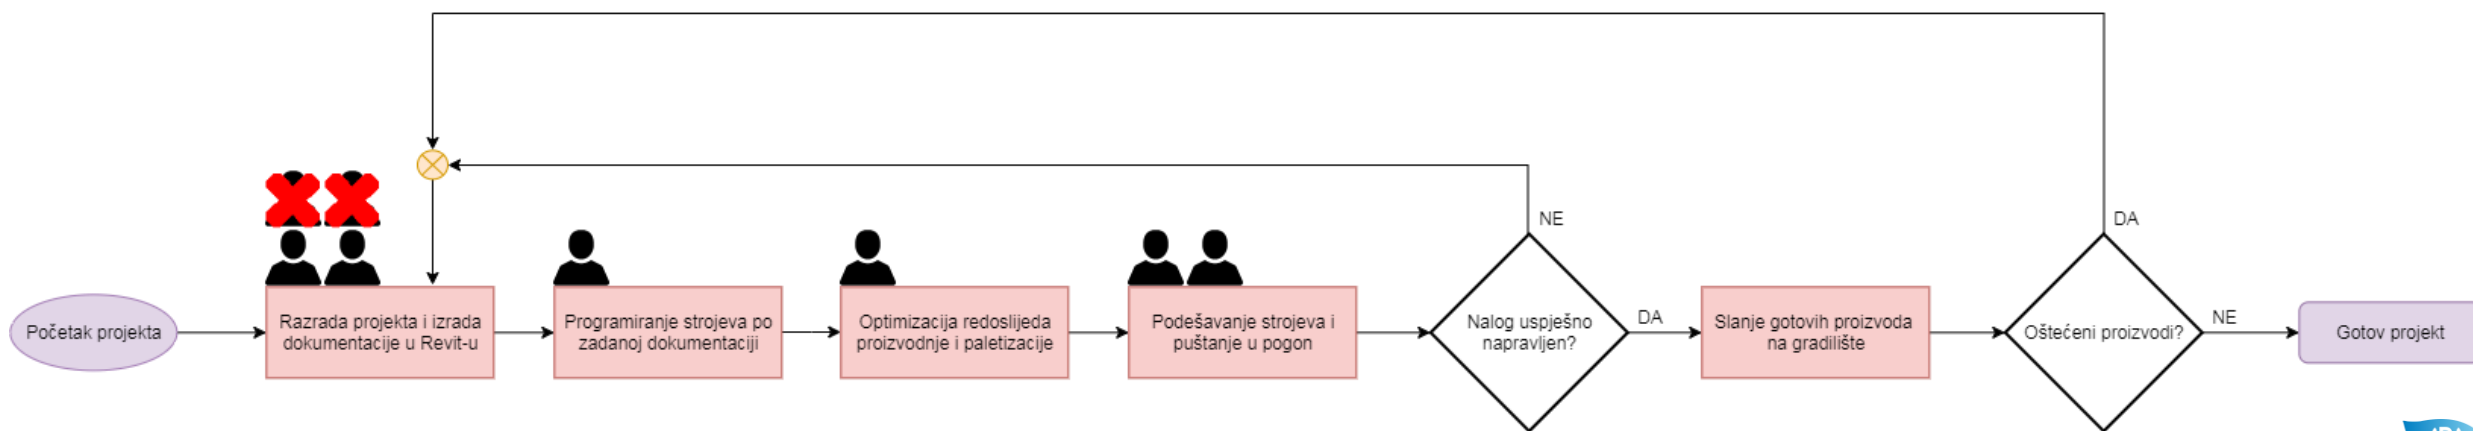 Početak projekta
Razrada projekta i izrada
dokumentacije u Revit-u
Programiranje strojeva po
zadanoj dokumentaciji
Optimizacija redoslijeda
proizvodnje i paletizacije
Podešavanje strojeva i
puštanje u pogon
Nalog uspješno
napravljen?
NE
DA
Slanje gotovih proizvoda
na gradilište
Oštećeni proizvodi?
DA
NE
Gotov projekt